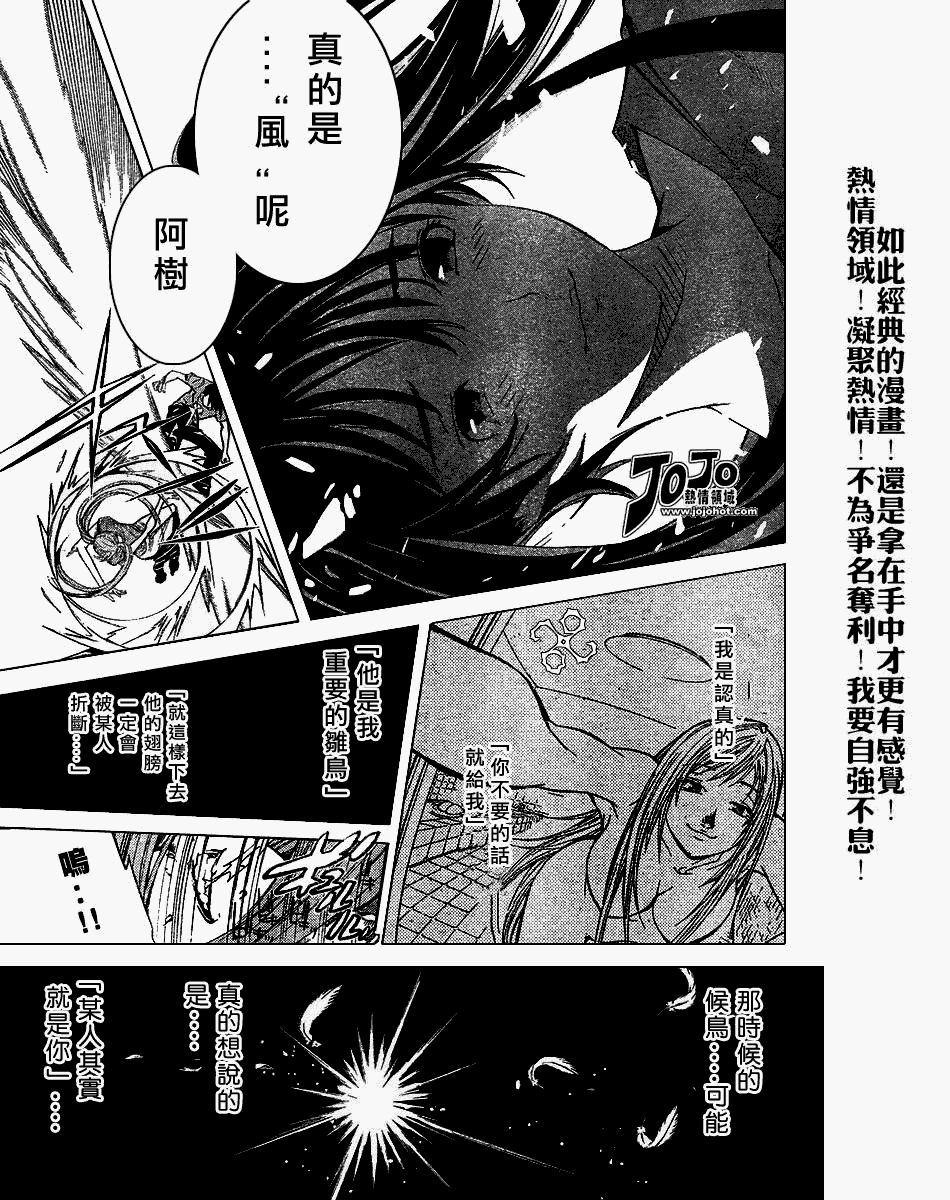 如此經典的漫畫！還是拿在手中才更有感覺！
熱情領域！凝聚熱情！不為爭名奪利！我要自強不息！
真的是
‥‥“風“呢
阿樹
JOJO
熱情領域
www.jojohot.com
「我是認真的」
「你不要的話
就給我」
「他是我
重要的雛鳥」
「就這樣下去
他的翅膀
一定會
被某人
折斷……」
嗚‥!!
那時候的
候鳥……可能
真的想說的
是……
「某人其實
就是你」……